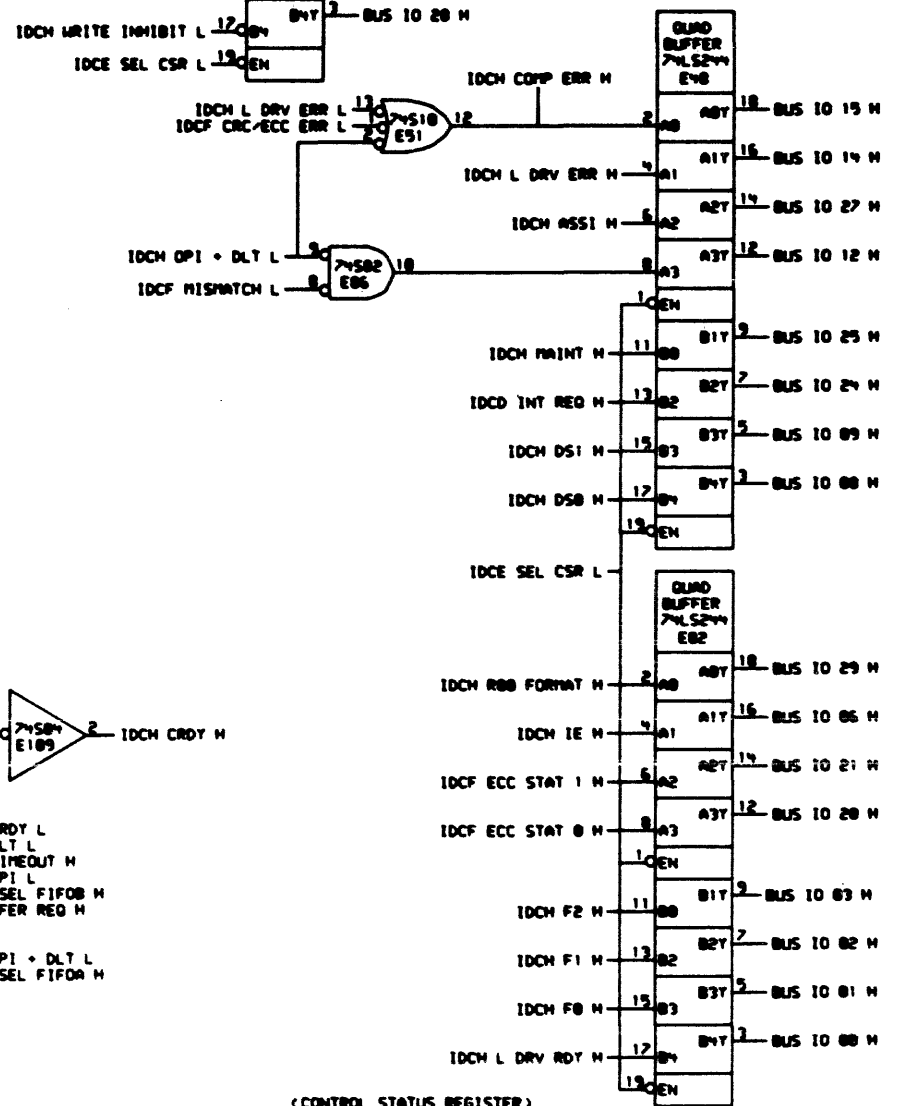 B4Y 3 BUS IO 28 H
IDCH WRITE INHIBIT L 17 B4
IDCE SEL CSR L 19 EN
QUAD
BUFFER
74LS244
E48
IDCH COMP ERR H
IDCH L DRV ERR L 13
IDCF CRC/ECC ERR L
2
74S10
E51
12
2 A0 A0Y 18 BUS IO 15 H
IDCH L DRV ERR H 4 A1 A1Y 16 BUS IO 14 H
IDCH ASSI H 6 A2 A2Y 14 BUS IO 27 H
IDCH OPI + DLT L 9
IDCF MISMATCH L 8
74S02
E86
10
8 A3 A3Y 12 BUS IO 12 H
1 EN
IDCH MAINT H 11 B0 B1Y 9 BUS IO 25 H
IDCD INT REQ H 13 B2 B2Y 7 BUS IO 24 H
IDCH DS1 H 15 B3 B3Y 5 BUS IO 09 H
IDCH DS0 H 17 B4 B4Y 3 BUS IO 08 H
19 EN
IDCE SEL CSR L
QUAD
BUFFER
74LS244
E82
IDCH R80 FORMAT H 2 A0 A0Y 18 BUS IO 29 H
IDCH IE H 4 A1 A1Y 16 BUS IO 06 H
IDCF ECC STAT 1 H 6 A2 A2Y 14 BUS IO 21 H
IDCF ECC STAT 0 H 8 A3 A3Y 12 BUS IO 20 H
1 EN
IDCH F2 H 11 B0 B1Y 9 BUS IO 03 H
IDCH F1 H 13 B2 B2Y 7 BUS IO 02 H
IDCH F0 H 15 B3 B3Y 5 BUS IO 01 H
IDCH L DRV RDY H 17 B4 B4Y 3 BUS IO 00 H
19 EN
74S04
E109
2 IDCH CRDY H
RDY L
LT L
IMEOUT H
PI L
SEL FIFOB H
FER REQ H
PI + DLT L
SEL FIFOA H
(CONTROL STATUS REGISTER)